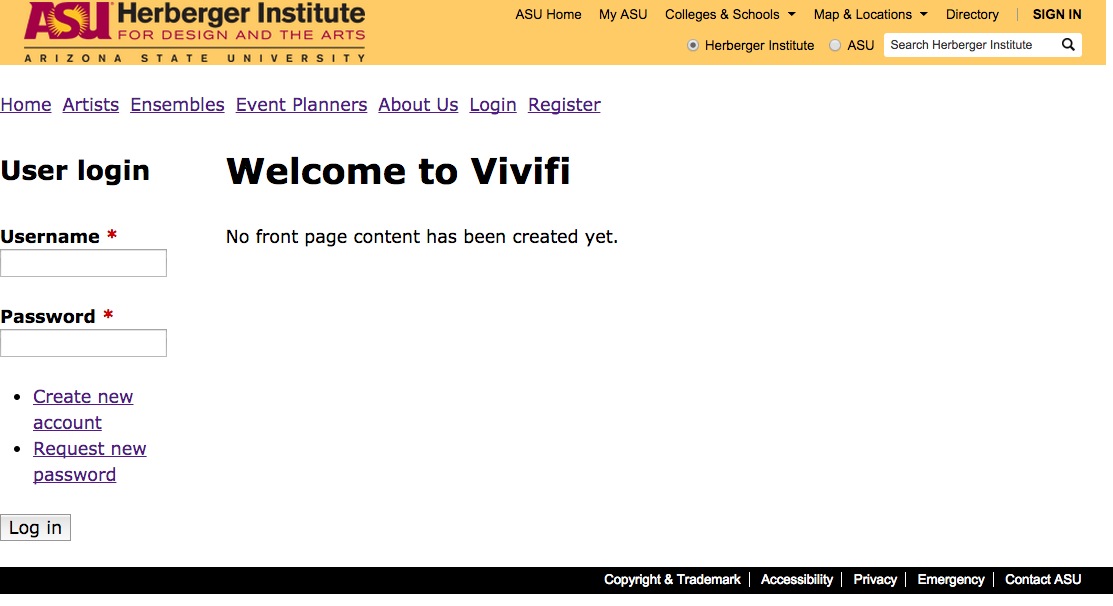 ASU Herberger Institute
FOR DESIGN AND THE ARTS
ARIZONA STATE UNIVERSITY
ASU Home My ASU Colleges & Schools Map & Locations Directory SIGN IN
Herberger Institute ASU Search Herberger Institute
Home Artists Ensembles Event Planners About Us Login Register
User login
Username *
Password *
Create new
account
Request new
password
Log in
Welcome to Vivifi
No front page content has been created yet.
Copyright & Trademark Accessibility Privacy Emergency Contact ASU